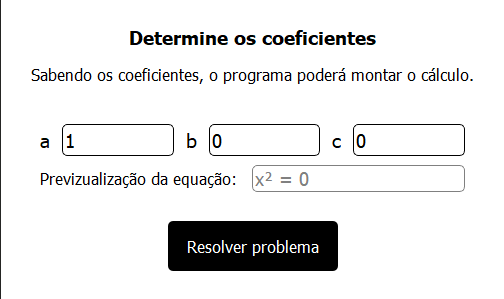 Determine os coeficientes
Sabendo os coeficientes, o programa poderá montar o cálculo.
a 1 b 0 c 0
Previzualização da equação: x² = 0
Resolver problema